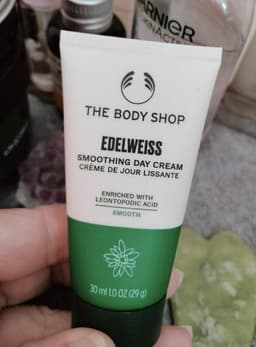 GARNIER
THE BODY SHOP
EDELWEISS
SMOOTHING DAY CREAM
CRÈME DE JOUR LISSANTE
ENRICHED WITH
LEONTOPODIC ACID
SMOOTH
30 ml 1.0 OZ (29 g)